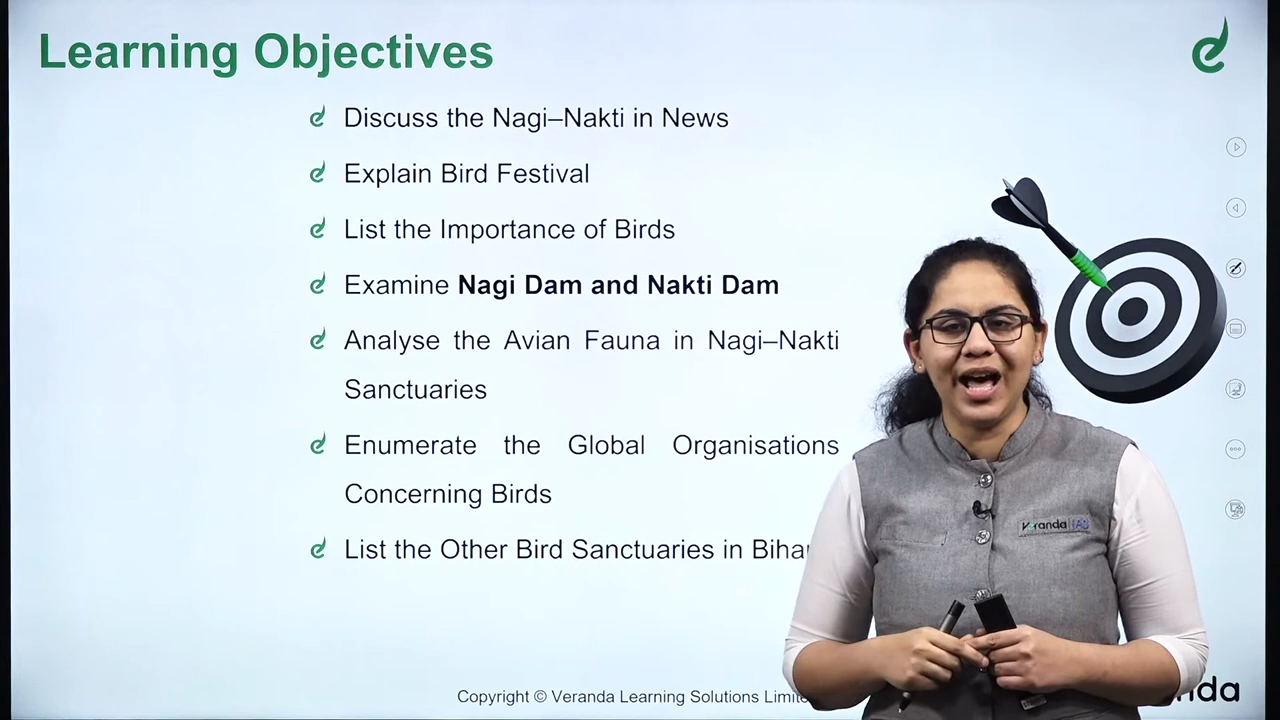 Learning Objectives
Discuss the Nagi–Nakti in News
Explain Bird Festival
List the Importance of Birds
Examine Nagi Dam and Nakti Dam
Analyse the Avian Fauna in Nagi–Nakti
Sanctuaries
Enumerate the Global Organisations
Concerning Birds
List the Other Bird Sanctuaries in Bihar
Veranda IAS
Copyright © Veranda Learning Solutions